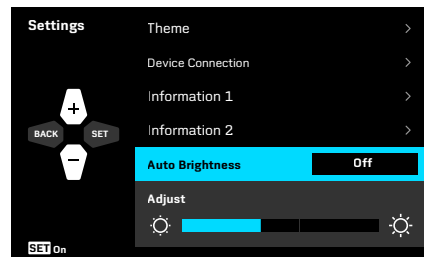 Settings
Theme
Device Connection
Information 1
Information 2
Auto Brightness Off
Adjust
+
BACK SET
−
SET On